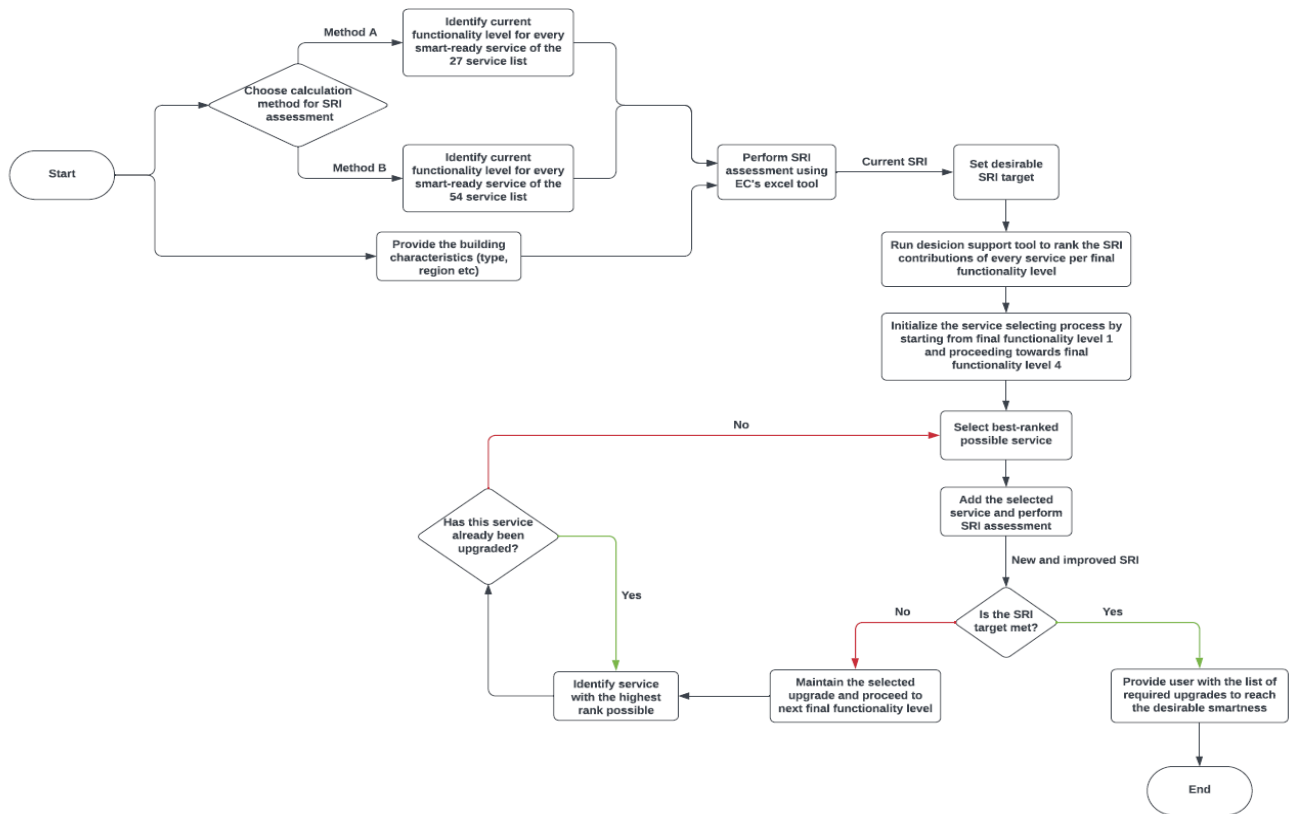 Method A
Identify current
functionality level for every
smart-ready service of the
27 service list
Choose calculation
method for SRI
assessment
Start
Method B
Identify current
functionality level for every
smart-ready service of the
54 service list
Provide the building
characteristics (type,
region etc)
Perform SRI
assessment using
EC's excel tool
Current SRI
Set desirable
SRI target
Run desicion support tool to rank the SRI
contributions of every service per final
functionality level
Initialize the service selecting process by
starting from final functionality level 1
and proceeding towards final
functionality level 4
Select best-ranked
possible service
No
Add the selected
service and perform
SRI assessment
New and improved SRI
Has this service
already been
upgraded?
Yes
Is the SRI
target met?
No
Yes
Identify service
with the highest
rank possible
Maintain the selected
upgrade and proceed to
next final functionality level
Provide user with the list of
required upgrades to reach
the desirable smartness
End